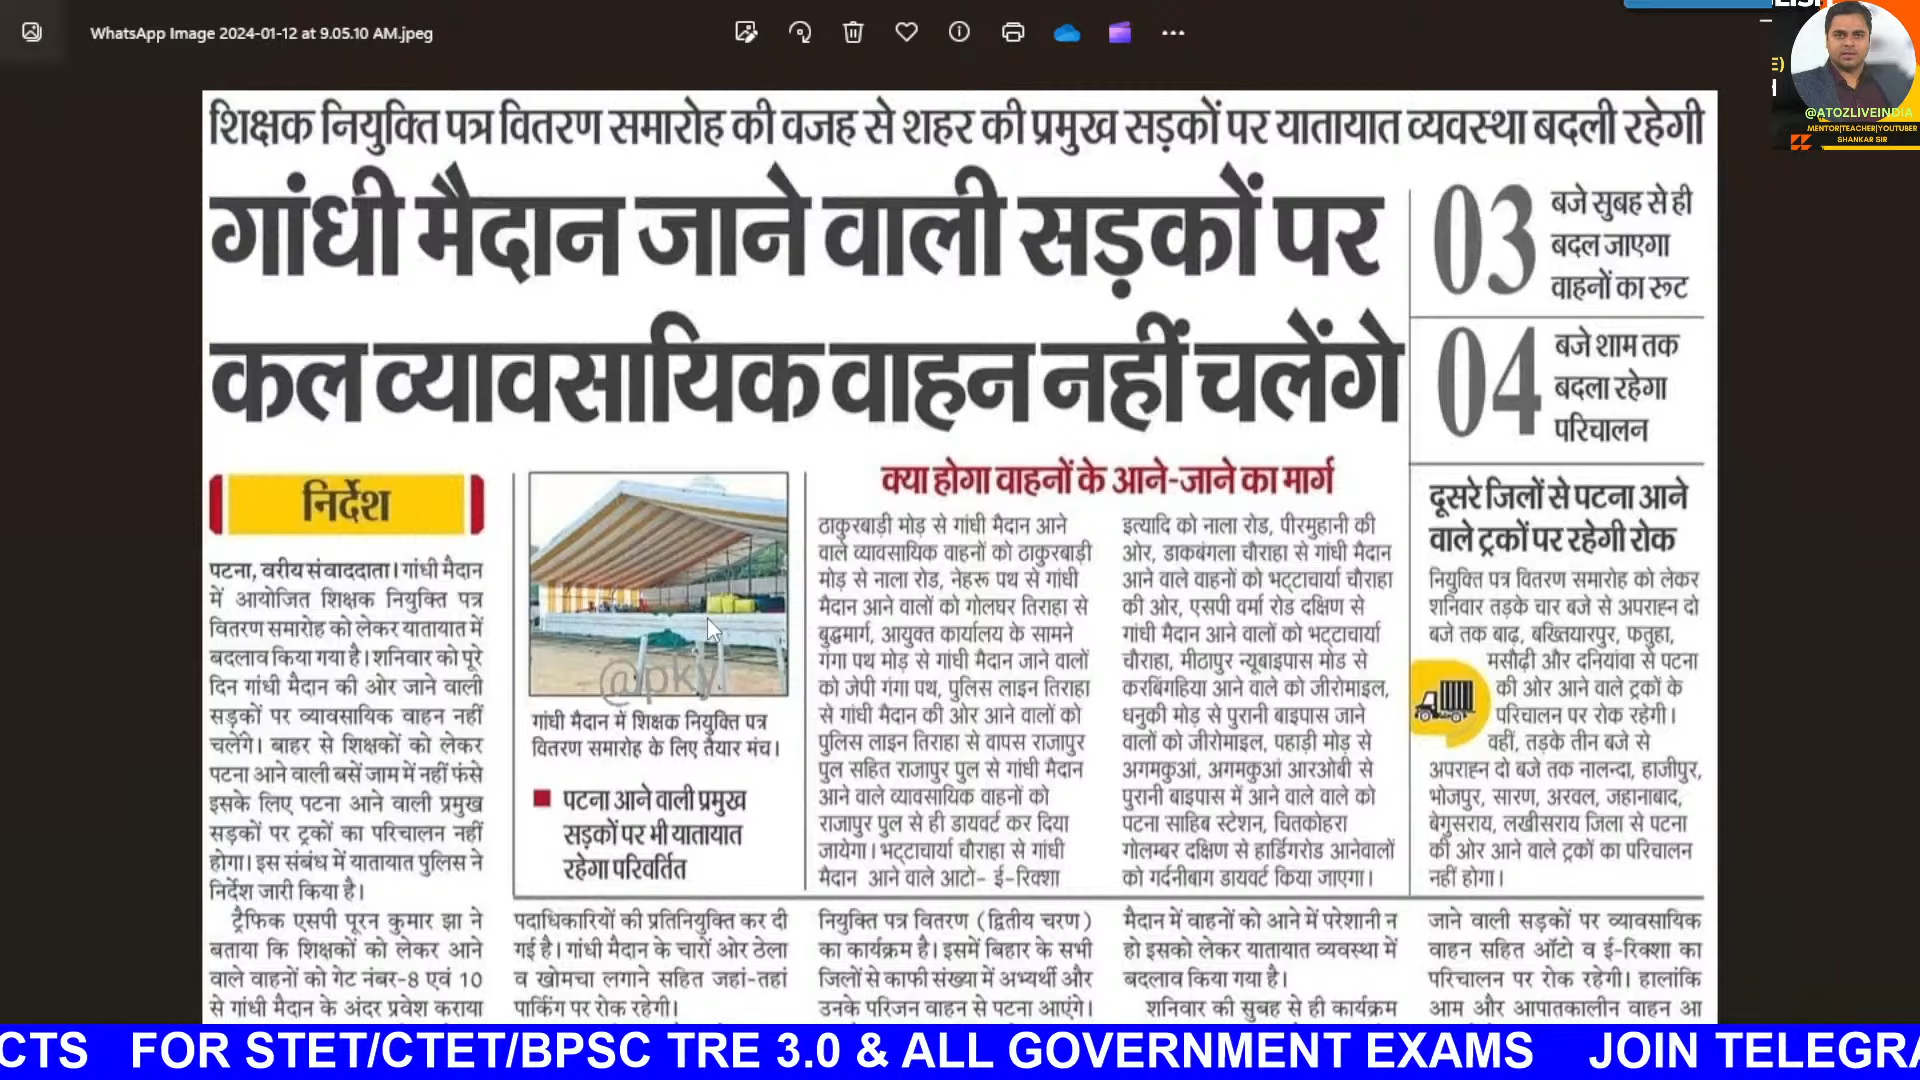 WhatsApp Image 2024-01-12 at 9.05.10 AM.jpeg
@ATOZLIVEINDIA
MENTOR|TEACHER|YOUTUBER
SHANKAR SIR
शिक्षक नियुक्ति पत्र वितरण समारोह की वजह से शहर की प्रमुख सड़कों पर यातायात व्यवस्था बदली रहेगी
गांधी मैदान जाने वाली सड़कों पर
कल व्यावसायिक वाहन नहीं चलेंगे
03
बजे सुबह से ही
बदल जाएगा
वाहनों का रूट
04
बजे शाम तक
बदला रहेगा
परिचालन
निर्देश
पटना, वरीय संवाददाता। गांधी मैदान
में आयोजित शिक्षक नियुक्ति पत्र
वितरण समारोह को लेकर यातायात में
बदलाव किया गया है। शनिवार को पूरे
दिन गांधी मैदान की ओर जाने वाली
सड़कों पर व्यावसायिक वाहन नहीं
चलेंगे। बाहर से शिक्षकों को लेकर
पटना आने वाली बसें जाम में नहीं फंसे
इसके लिए पटना आने वाली प्रमुख
सड़कों पर ट्रकों का परिचालन नहीं
होगा। इस संबंध में यातायात पुलिस ने
निर्देश जारी किया है।
ट्रैफिक एसपी पूरन कुमार झा ने
बताया कि शिक्षकों को लेकर आने
वाले वाहनों को गेट नंबर-8 एवं 10
से गांधी मैदान के अंदर प्रवेश कराया
@pky
गांधी मैदान में शिक्षक नियुक्ति पत्र
वितरण समारोह के लिए तैयार मंच।
पटना आने वाली प्रमुख
सड़कों पर भी यातायात
रहेगा परिवर्तित
पदाधिकारियों की प्रतिनियुक्ति कर दी
गई है। गांधी मैदान के चारों ओर ठेला
व खोमचा लगाने सहित जहां-तहां
पार्किंग पर रोक रहेगी।
क्या होगा वाहनों के आने-जाने का मार्ग
ठाकुरबाड़ी मोड़ से गांधी मैदान आने
वाले व्यावसायिक वाहनों को ठाकुरबाड़ी
मोड़ से नाला रोड, नेहरू पथ से गांधी
मैदान आने वालों को गोलघर तिराहा से
बुद्धमार्ग, आयुक्त कार्यालय के सामने
गंगा पथ मोड़ से गांधी मैदान जाने वालों
को जेपी गंगा पथ, पुलिस लाइन तिराहा
से गांधी मैदान की ओर आने वालों को
पुलिस लाइन तिराहा से वापस राजापुर
पुल सहित राजापुर पुल से गांधी मैदान
आने वाले व्यावसायिक वाहनों को
राजापुर पुल से ही डायवर्ट कर दिया
जायेगा। भट्टाचार्या चौराहा से गांधी
मैदान आने वाले आटो- ई-रिक्शा
इत्यादि को नाला रोड, पीरमुहानी की
ओर, डाकबंगला चौराहा से गांधी मैदान
आने वाले वाहनों को भट्टाचार्या चौराहा
की ओर, एसपी वर्मा रोड दक्षिण से
गांधी मैदान आने वालों को भट्टाचार्या
चौराहा, मीठापुर न्यूबाइपास मोड से
करबिंगहिया आने वाले को जीरोमाइल,
धनुकी मोड़ से पुरानी बाइपास जाने
वालों को जीरोमाइल, पहाड़ी मोड़ से
अगमकुआं, अगमकुआं आरओबी से
पुरानी बाइपास में आने वाले वाले को
पटना साहिब स्टेशन, चितकोहरा
गोलम्बर दक्षिण से हार्डिगरोड आनेवालों
को गर्दनीबाग डायवर्ट किया जाएगा।
नियुक्ति पत्र वितरण (द्वितीय चरण)
का कार्यक्रम है। इसमें बिहार के सभी
जिलों से काफी संख्या में अभ्यर्थी और
उनके परिजन वाहन से पटना आएंगे।
मैदान में वाहनों को आने में परेशानी न
हो इसको लेकर यातायात व्यवस्था में
बदलाव किया गया है।
शनिवार की सुबह से ही कार्यक्रम
दूसरे जिलों से पटना आने
वाले ट्रकों पर रहेगी रोक
नियुक्ति पत्र वितरण समारोह को लेकर
शनिवार तड़के चार बजे से अपराह्न दो
बजे तक बाढ़, बख्तियारपुर, फतुहा,
मसौढ़ी और दनियांवा से पटना
की ओर आने वाले ट्रकों के
परिचालन पर रोक रहेगी।
वहीं, तड़के तीन बजे से
अपराह्न दो बजे तक नालन्दा, हाजीपुर,
भोजपुर, सारण, अरवल, जहानाबाद,
बेगुसराय, लखीसराय जिला से पटना
की ओर आने वाले ट्रकों का परिचालन
नहीं होगा।
जाने वाली सड़कों पर व्यावसायिक
वाहन सहित ऑटो व ई-रिक्शा का
परिचालन पर रोक रहेगी। हालांकि
आम और आपातकालीन वाहन आ
CTS FOR STET/CTET/BPSC TRE 3.0 & ALL GOVERNMENT EXAMS JOIN TELEGRA